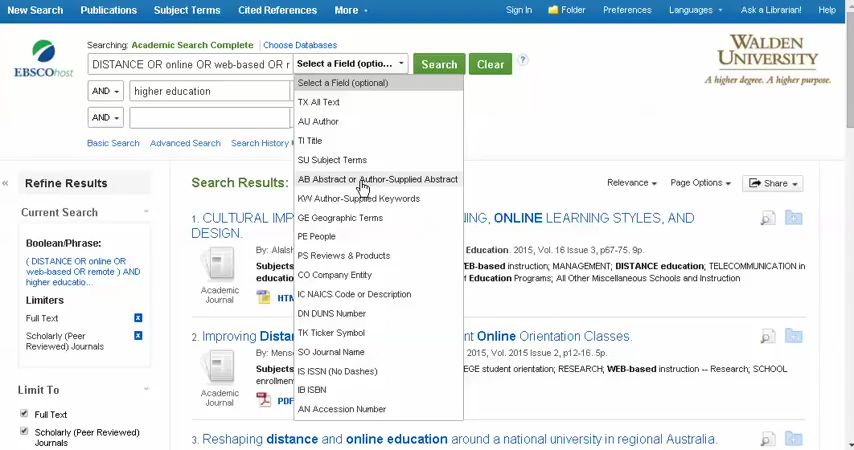 New Search Publications Subject Terms Cited References More Sign In Folder Preferences Languages Ask a Librarian! Help
Searching: Academic Search Complete Choose Databases
EBSCOhost
DISTANCE OR online OR web-based OR r Select a Field (optio... Search Clear ?
AND higher education
AND
Basic Search Advanced Search Search History
WALDEN
UNIVERSITY
A higher degree. A higher purpose.
Select a Field (optional)
TX All Text
AU Author
TI Title
SU Subject Terms
AB Abstract or Author-Supplied Abstract
KW Author-Supplied Keywords
GE Geographic Terms
PE People
PS Reviews & Products
CO Company Entity
IC NAICS Code or Description
DN DUNS Number
TK Ticker Symbol
SO Journal Name
IS ISSN (No Dashes)
IB ISBN
AN Accession Number
« Refine Results
Current Search
Boolean/Phrase:
( DISTANCE OR online OR
web-based OR remote ) AND
higher educatio...
Limiters
Full Text x
Scholarly (Peer
Reviewed) Journals x
Limit To
Full Text
Scholarly (Peer Reviewed)
Journals
Search Results: Relevance Page Options Share
1. CULTURAL IMP NING, ONLINE LEARNING STYLES, AND
DESIGN.
By: Alalsh Education. 2015, Vol. 16 Issue 3, p67-75. 9p.
Subjects WEB-based instruction; MANAGEMENT; DISTANCE education; TELECOMMUNICATION in
educatio of Education Programs; All Other Miscellaneous Schools and Instruction
Academic
Journal
HTM
2. Improving Distan nt Online Orientation Classes.
By: Mense 2015, Vol. 2015 Issue 2, p12-16. 5p.
Subjects EGE student orientation; RESEARCH; WEB-based instruction -- Research; SCHOOL
enrollmen
Academic
Journal
PDF
3. Reshaping distance and online education around a national university in regional Australia.